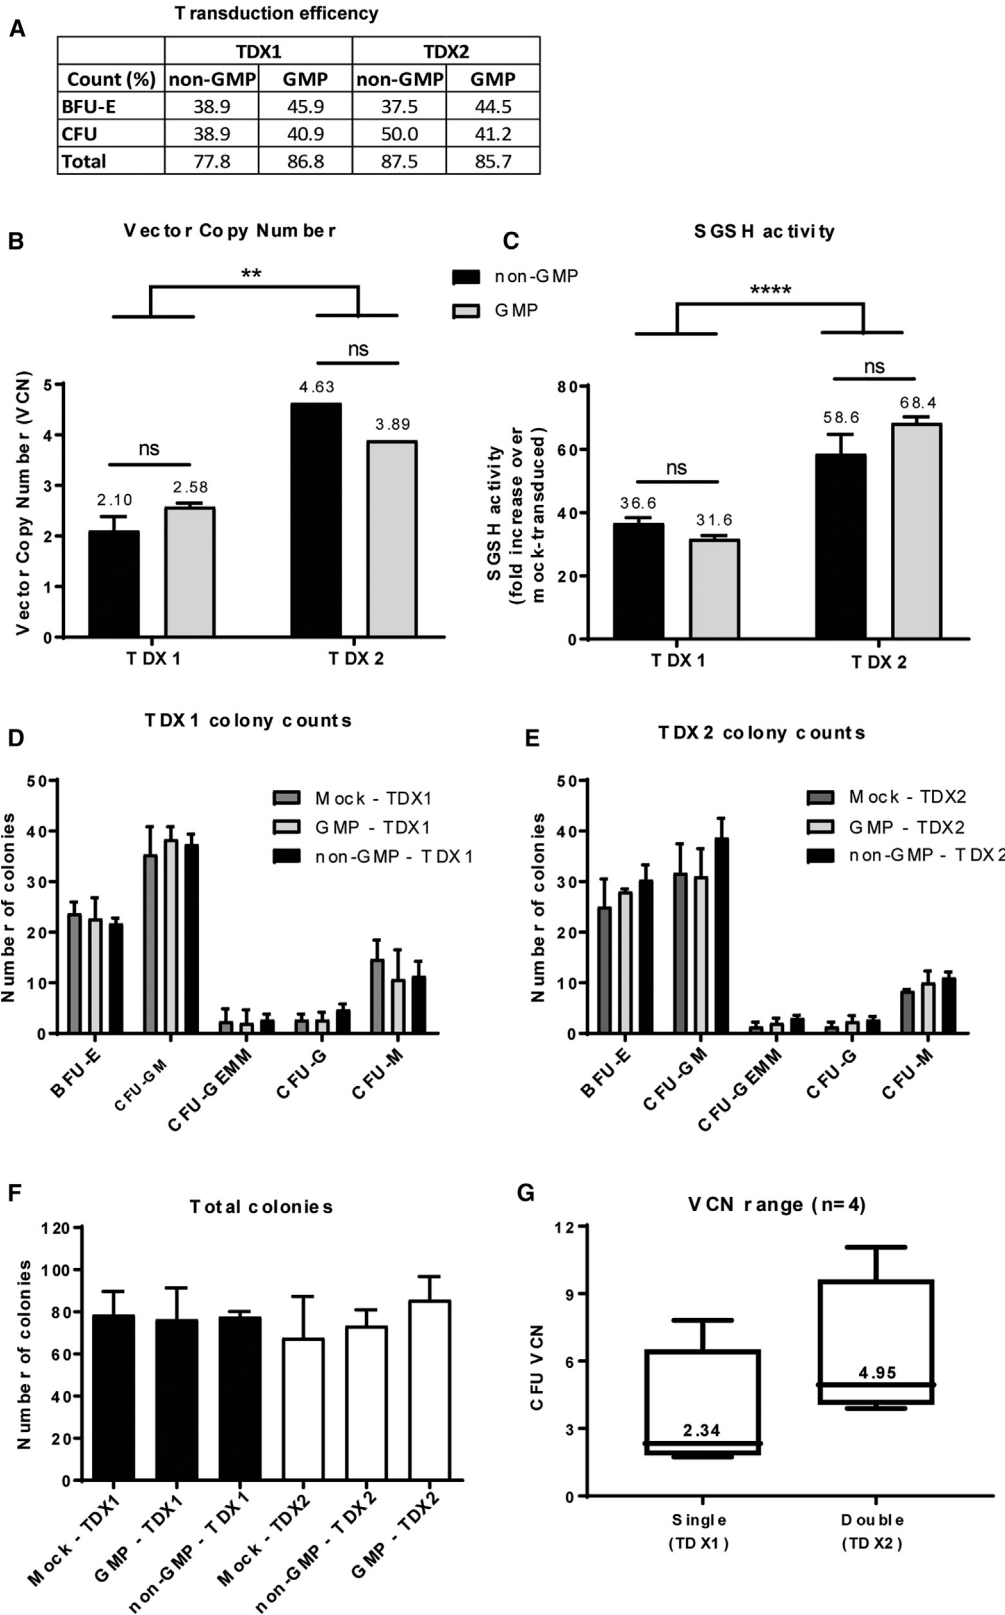 A
Transduction efficency
TDX1 TDX2
Count (%) non-GMP GMP non-GMP GMP
BFU-E 38.9 45.9 37.5 44.5
CFU 38.9 40.9 50.0 41.2
Total 77.8 86.8 87.5 85.7
B
Vector Copy Number
**
ns
ns
4.63
3.89
2.10
2.58
Vector Copy Number (VCN)
5
4
3
2
1
0
TDX1 TDX2
non-GMP
GMP
C
SGSH activity
****
ns
ns
58.6
68.4
36.6
31.6
SGSH activity
(fold increase over
mock-transduced)
80
60
40
20
0
TDX1 TDX2
D
TDX1 colony counts
Mock - TDX1
GMP - TDX1
non-GMP - TDX1
Number of colonies
50
40
30
20
10
0
BFU-E
CFU-GM
CFU-GEMM
CFU-G
CFU-M
E
TDX2 colony counts
Mock - TDX2
GMP - TDX2
non-GMP - TDX2
Number of colonies
50
40
30
20
10
0
BFU-E
CFU-GM
CFU-GEMM
CFU-G
CFU-M
F
Total colonies
Number of colonies
120
100
80
60
40
20
0
Mock - TDX1
GMP - TDX1
non-GMP - TDX1
Mock - TDX2
non-GMP - TDX2
GMP - TDX2
G
VCN range (n=4)
CFU VCN
12
9
6
3
0
2.34
4.95
Single
(TDX1)
Double
(TDX2)